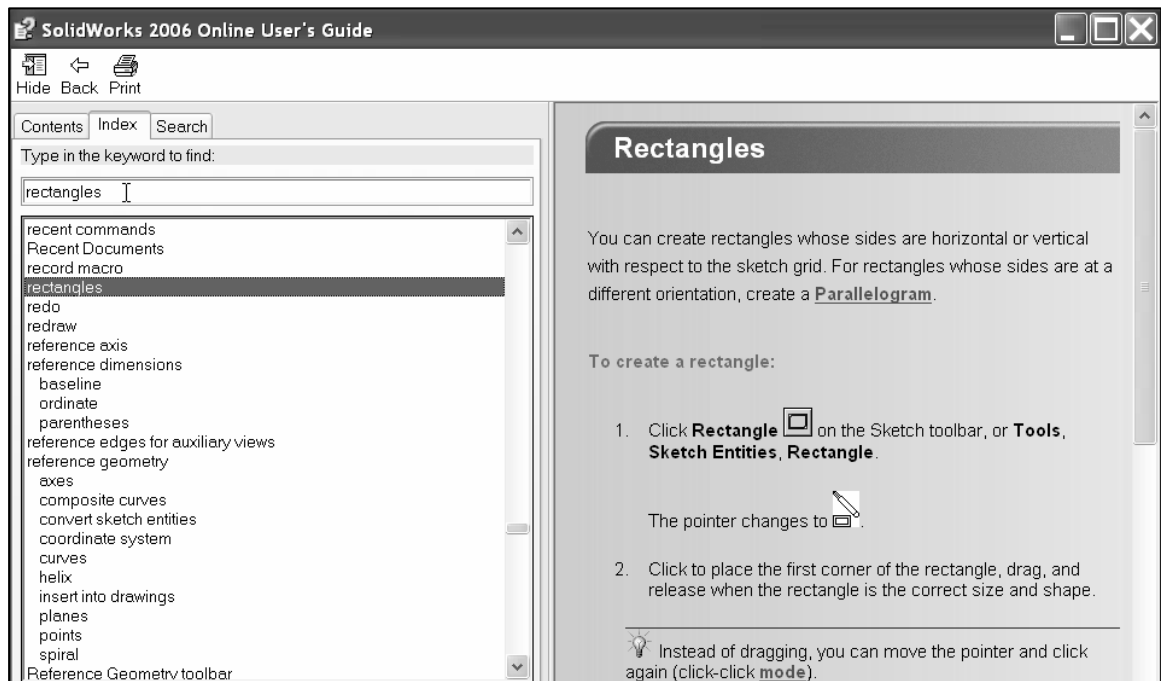 SolidWorks 2006 Online User's Guide
Hide Back Print
Contents Index Search
Type in the keyword to find:
rectangles
recent commands
Recent Documents
record macro
rectangles
redo
redraw
reference axis
reference dimensions
baseline
ordinate
parentheses
reference edges for auxiliary views
reference geometry
axes
composite curves
convert sketch entities
coordinate system
curves
helix
insert into drawings
planes
points
spiral
Reference Geometry toolbar
Rectangles
You can create rectangles whose sides are horizontal or vertical
with respect to the sketch grid. For rectangles whose sides are at a
different orientation, create a Parallelogram.
To create a rectangle:
1. Click Rectangle on the Sketch toolbar, or Tools,
Sketch Entities, Rectangle.
The pointer changes to .
2. Click to place the first corner of the rectangle, drag, and
release when the rectangle is the correct size and shape.
Instead of dragging, you can move the pointer and click
again (click-click mode).